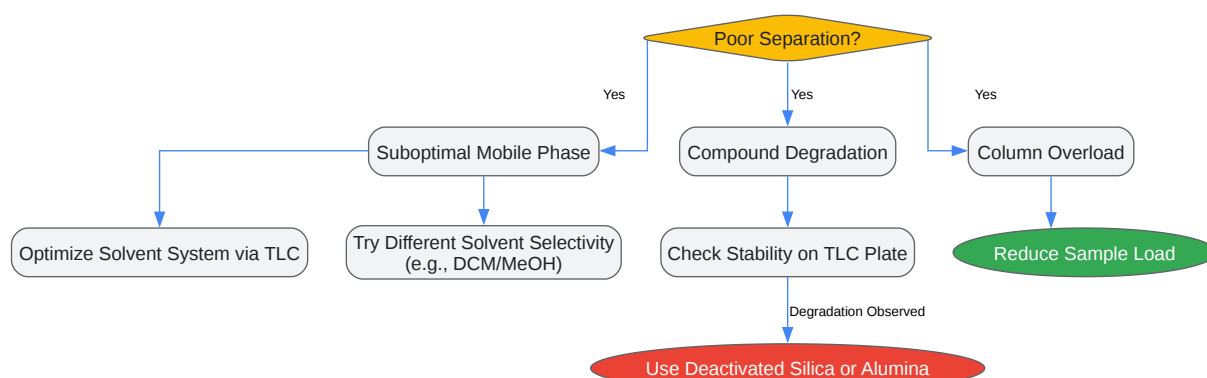 Poor Separation?
Yes
Yes
Yes
Suboptimal Mobile Phase
Compound Degradation
Column Overload
Optimize Solvent System via TLC
Try Different Solvent Selectivity
(e.g., DCM/MeOH)
Check Stability on TLC Plate
Reduce Sample Load
Degradation Observed
Use Deactivated Silica or Alumina